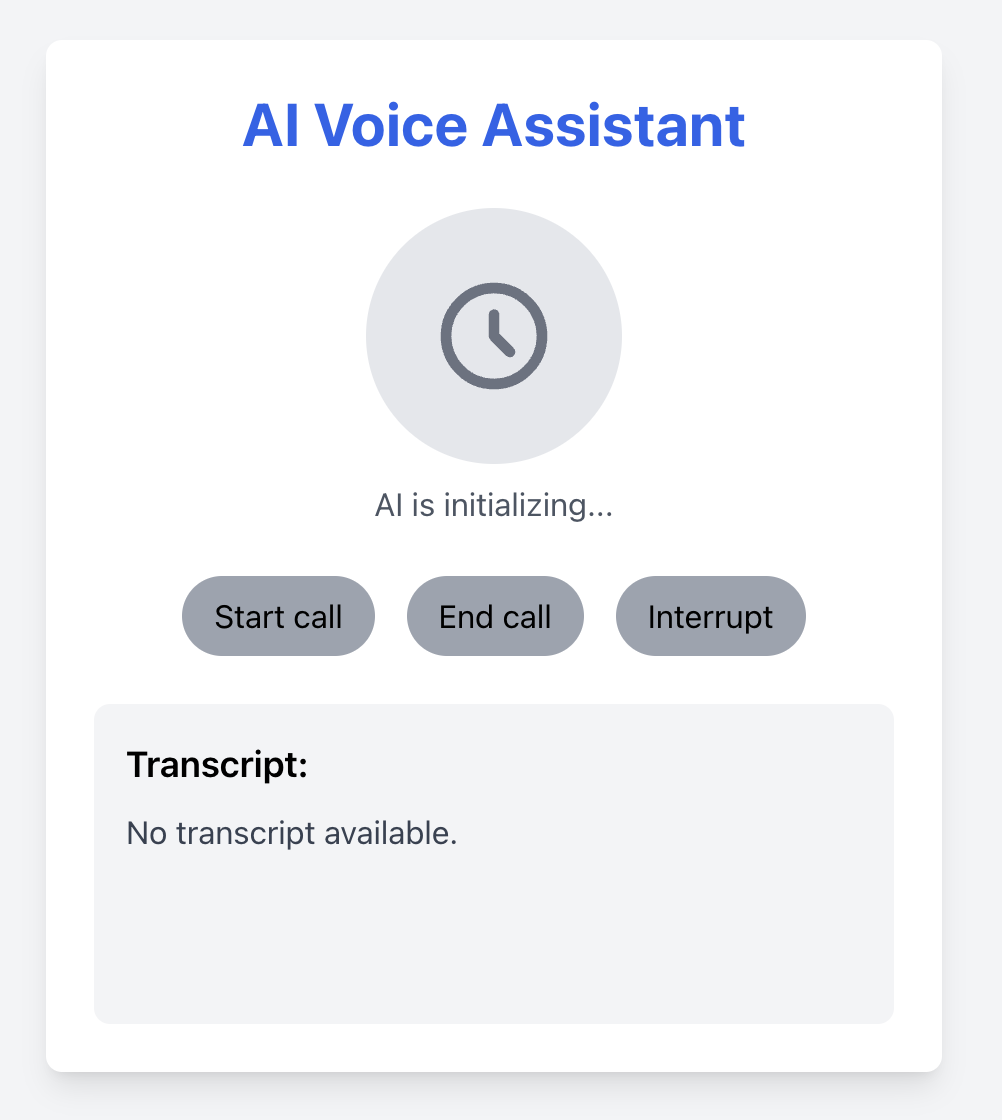 AI Voice Assistant
AI is initializing...
Start call End call Interrupt
Transcript:
No transcript available.